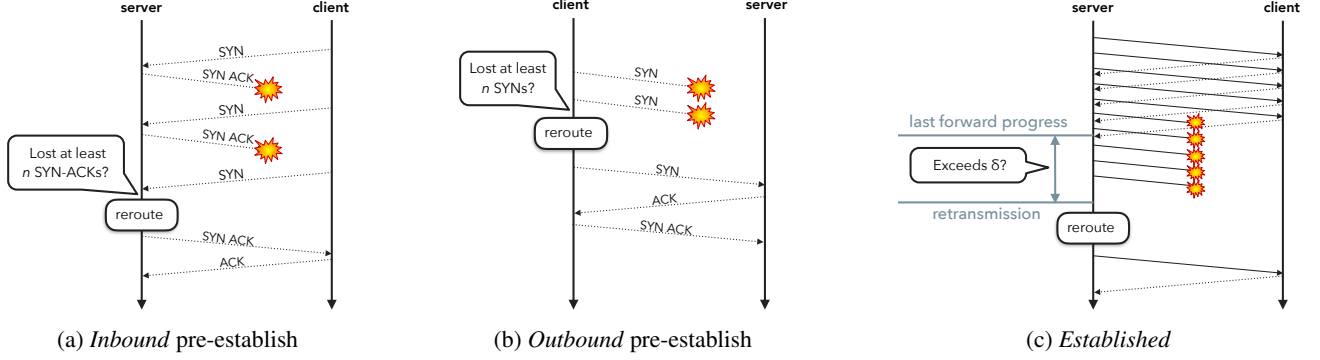 server
client
SYN
SYN ACK
SYN
SYN ACK
Lost at least
n SYN-ACKs?
SYN
reroute
SYN ACK
ACK
(a) Inbound pre-establish
client
server
Lost at least
n SYNs?
SYN
SYN
reroute
SYN
ACK
SYN ACK
(b) Outbound pre-establish
server
client
last forward progress
Exceeds δ?
retransmission
reroute
(c) Established